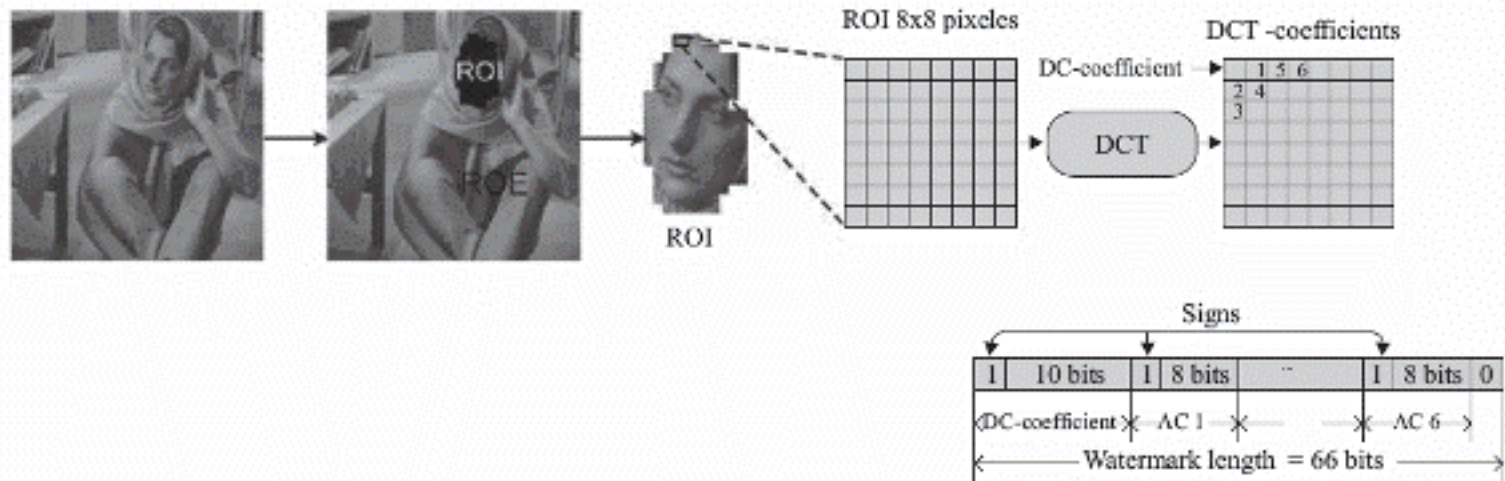 ROI 8x8 pixeles
DCT -coefficients
ROI
ROE
ROI
DC-coefficient
1 5 6
2 4
3
DCT
Signs
1 10 bits 1 8 bits .. 1 8 bits 0
DC-coefficient AC 1 AC 6
Watermark length = 66 bits